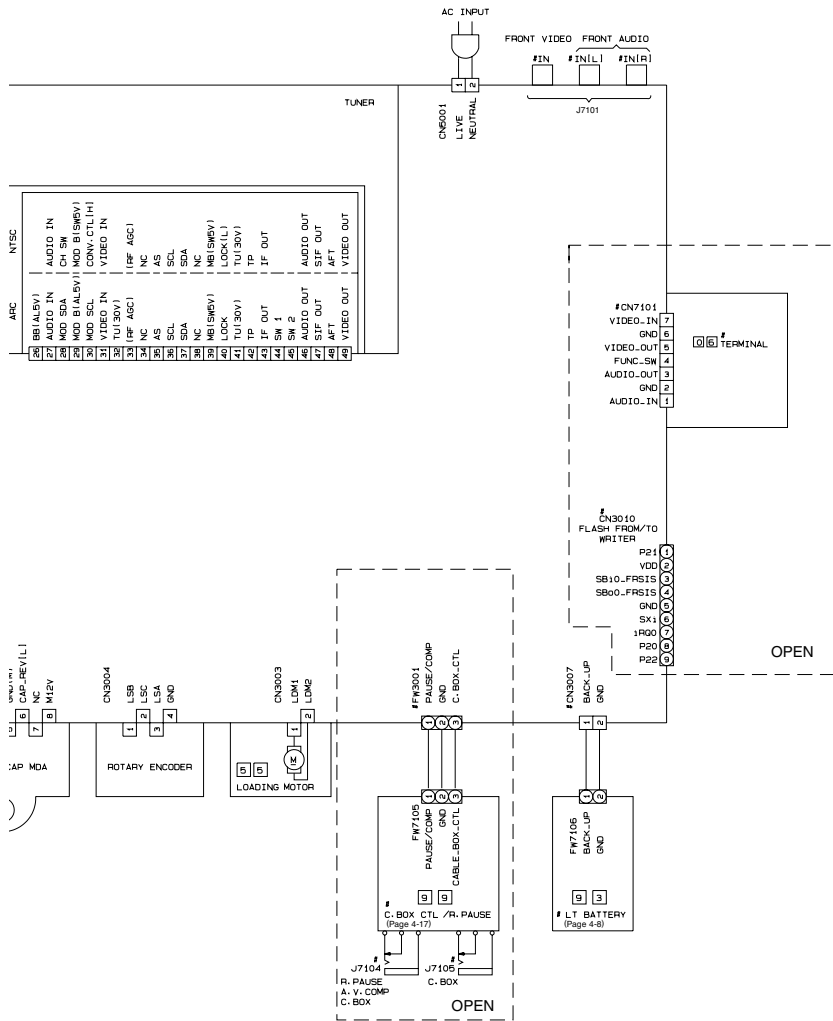 AC INPUT
FRONT VIDEO FRONT AUDIO
#IN #IN[L] #IN[R]
J7101
1 2
CN5001
LIVE
NEUTRAL
TUNER
NTSC
AUDIO IN
CH SW
MOD B(SW5V)
CONV.CTL[H]
VIDEO IN
(RF AGC)
NC
AS
SCL
SDA
NC
MB(SW5V)
LOCK(L)
TU(30V)
TP
IF OUT
AUDIO OUT
SIF OUT
AFT
VIDEO OUT
ARC
26 BB(AL5V)
27 AUDIO IN
28 MOD SDA
29 MOD B(AL5V)
30 MOD SCL
31 VIDEO IN
32 TU(30V)
33 (RF AGC)
34 NC
35 AS
36 SCL
37 SDA
38 NC
39 MB(SW5V)
40 LOCK
41 TU(30V)
42 TP
43 IF OUT
44 SW 1
45 SW 2
46 AUDIO OUT
47 SIF OUT
48 AFT
49 VIDEO OUT
#CN7101
VIDEO_IN 7
GND 6
VIDEO_OUT 5
FUNC_SW 4
AUDIO_OUT 3
GND 2
AUDIO_IN 1
0 6 # TERMINAL
#
CN3010
FLASH FROM/TO
WRITER
P21 1
VDD 2
SBi0_FRSIS 3
SBo0_FRSIS 4
GND 5
SXi 6
iRQ0 7
P20 8
P22 9
OPEN
6 CAP_REV[L]
7 NC
8 M12V
CAP MDA
CN3004
1 LSB
2 LSC
3 LSA
4 GND
ROTARY ENCODER
CN3003
1 LDM1
2 LDM2
M
5 5
LOADING MOTOR
#FW3001
1 PAUSE/COMP
2 GND
3 C.BOX_CTL
#CN3007
1 BACK_UP
2 GND
1 2 3
FW7105
PAUSE/COMP
GND
CABLE_BOX_CTL
9 9
#
C.BOX CTL /R.PAUSE
(Page 4-17)
#
J7104
R.PAUSE
A.V.COMP
C.BOX
#
J7105
C.BOX
OPEN
1 2
FW7106
BACK_UP
GND
9 3
# LT BATTERY
(Page 4-8)